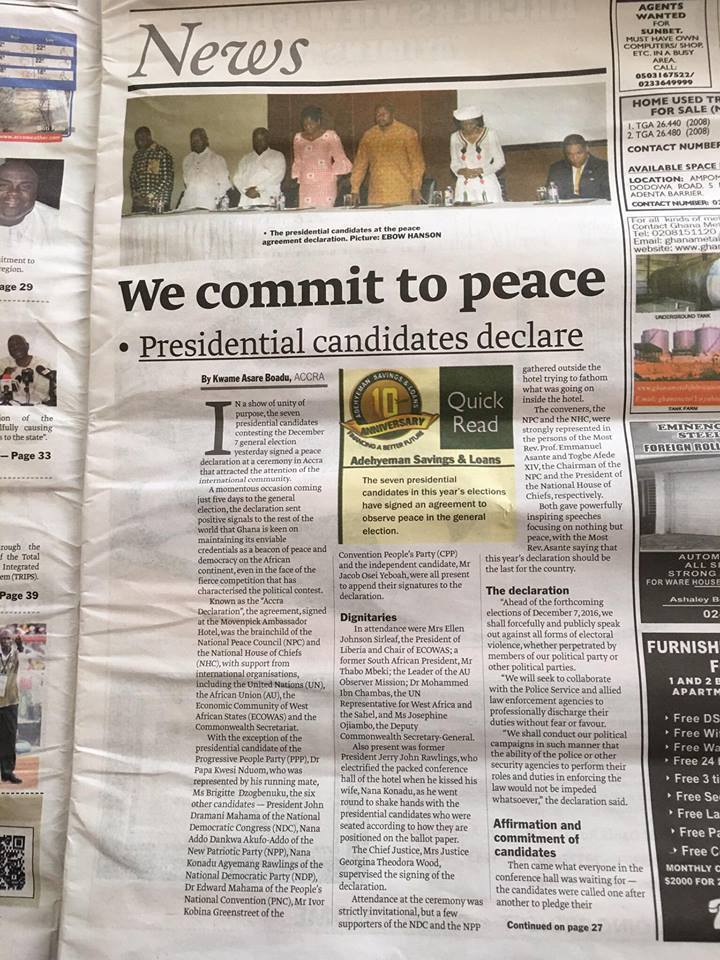 News
• The presidential candidates at the peace
agreement declaration. Picture: EBOW HANSON
We commit to peace
• Presidential candidates declare
By Kwame Asare Boadu, ACCRA
IN a show of unity of
purpose, the seven
presidential candidates
contesting the December
7 general election
yesterday signed a peace
declaration at a ceremony in Accra
that attracted the attention of the
international community.
A momentous occasion coming
just five days to the general
election, the declaration sent
positive signals to the rest of the
world that Ghana is keen on
maintaining its enviable
credentials as a beacon of peace and
democracy on the African
continent, even in the face of the
fierce competition that has
characterised the political contest.
Known as the "Accra
Declaration", the agreement, signed
at the Movenpick Ambassador
Hotel, was the brainchild of the
National Peace Council (NPC) and
the National House of Chiefs
(NHC), with support from
international organisations,
including the United Nations (UN),
the African Union (AU), the
Economic Community of West
African States (ECOWAS) and the
Commonwealth Secretariat.
With the exception of the
presidential candidate of the
Progressive People's Party (PPP), Dr
Papa Kwesi Nduom, who was
represented by his running mate,
Ms Brigitte Dzogbenuku, the six
other candidates — President John
Dramani Mahama of the National
Democratic Congress (NDC), Nana
Addo Dankwa Akufo-Addo of the
New Patriotic Party (NPP), Nana
Konadu Agyemang Rawlings of the
National Democratic Party (NDP),
Dr Edward Mahama of the People's
National Convention (PNC), Mr Ivor
Kobina Greenstreet of the
ADEHYEMAN SAVINGS & LOANS
10th
ANNIVERSARY
FINANCING A BETTER FUTURE
Quick
Read
Adehyeman Savings & Loans
The seven presidential
candidates in this year's elections
have signed an agreement to
observe peace in the general
election.
Convention People's Party (CPP)
and the independent candidate, Mr
Jacob Osei Yeboah, were all present
to append their signatures to the
declaration.
Dignitaries
In attendance were Mrs Ellen
Johnson Sirleaf, the President of
Liberia and Chair of ECOWAS; a
former South African President, Mr
Thabo Mbeki; the Leader of the AU
Observer Mission; Dr Mohammed
Ibn Chambas, the UN
Representative for West Africa and
the Sahel, and Ms Josephine
Ojiambo, the Deputy
Commonwealth Secretary-General.
Also present was former
President Jerry John Rawlings, who
electrified the packed conference
hall of the hotel when he kissed his
wife, Nana Konadu, as he went
round to shake hands with the
presidential candidates who were
seated according to how they are
positioned on the ballot paper.
The Chief Justice, Mrs Justice
Georgina Theodora Wood,
supervised the signing of the
declaration.
Attendance at the ceremony was
strictly invitational, but a few
supporters of the NDC and the NPP
gathered outside the
hotel trying to fathom
what was going on
inside the hotel.
The conveners, the
NPC and the NHC, were
strongly represented in
the persons of the Most
Rev. Prof. Emmanuel
Asante and Togbe Afede
XIV, the Chairman of the
NPC and the President of
the National House of
Chiefs, respectively.
Both gave powerfully
inspiring speeches
focusing on nothing but
peace, with the Most
Rev. Asante saying that
this year's declaration should be
the last for the country.
The declaration
"Ahead of the forthcoming
elections of December 7, 2016, we
shall forcefully and publicly speak
out against all forms of electoral
violence, whether perpetrated by
members of our political party or
other political parties.
"We will seek to collaborate
with the Police Service and allied
law enforcement agencies to
professionally discharge their
duties without fear or favour.
"We shall conduct our political
campaigns in such manner that
the ability of the police or other
security agencies to perform their
roles and duties in enforcing the
law would not be impeded
whatsoever," the declaration said.
Affirmation and
commitment of
candidates
Then came what everyone in the
conference hall was waiting for —
the candidates were called one after
another to pledge their
Continued on page 27
AGENTS
WANTED
FOR
SUNBET.
MUST HAVE OWN
COMPUTERS/ SHOP,
ETC. IN A BUSY
AREA.
CALL:
0503167522/
0233649999
HOME USED TR
FOR SALE
1. TGA 26.440 (2008)
2. TGA 26.480 (2008)
CONTACT NUMBER
AVAILABLE SPACE
LOCATION: AMPOM
DODOWA ROAD, 5
ADENTA BARRIER.
CONTACT NUMBER: 0
For all kinds of me
Contact Ghana Met
Tel: 0208151120
Email: ghanametal
website: www.ghan
UNDERGROUND TANK
TANK FARM
EMINENC
STEEL
FOREIGN ROLL
AUTOM
ALL S
STRONG
FOR WARE HOUSE
Ashaley B
02
FURNISH
F
1 AND 2 B
APARTM
Free DS
Free Wi
Free Wa
Free 24
Free 3 ti
Free Se
Free La
Free Pa
Free C
MONTHLY C
$2000 FOR 2
www.accuweather.com
itment to
region.
age 29
on of the
lfully causing
s to the state".
— Page 33
rough the
f the Total
Integrated
em (TRIPS).
Page 39